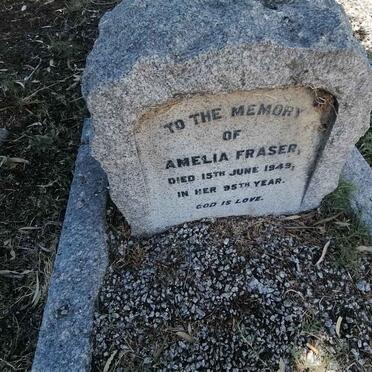 TO THE MEMORY
OF
AMELIA FRASER,
DIED 15TH JUNE 1949,
IN HER 95TH YEAR.
GOD IS LOVE.